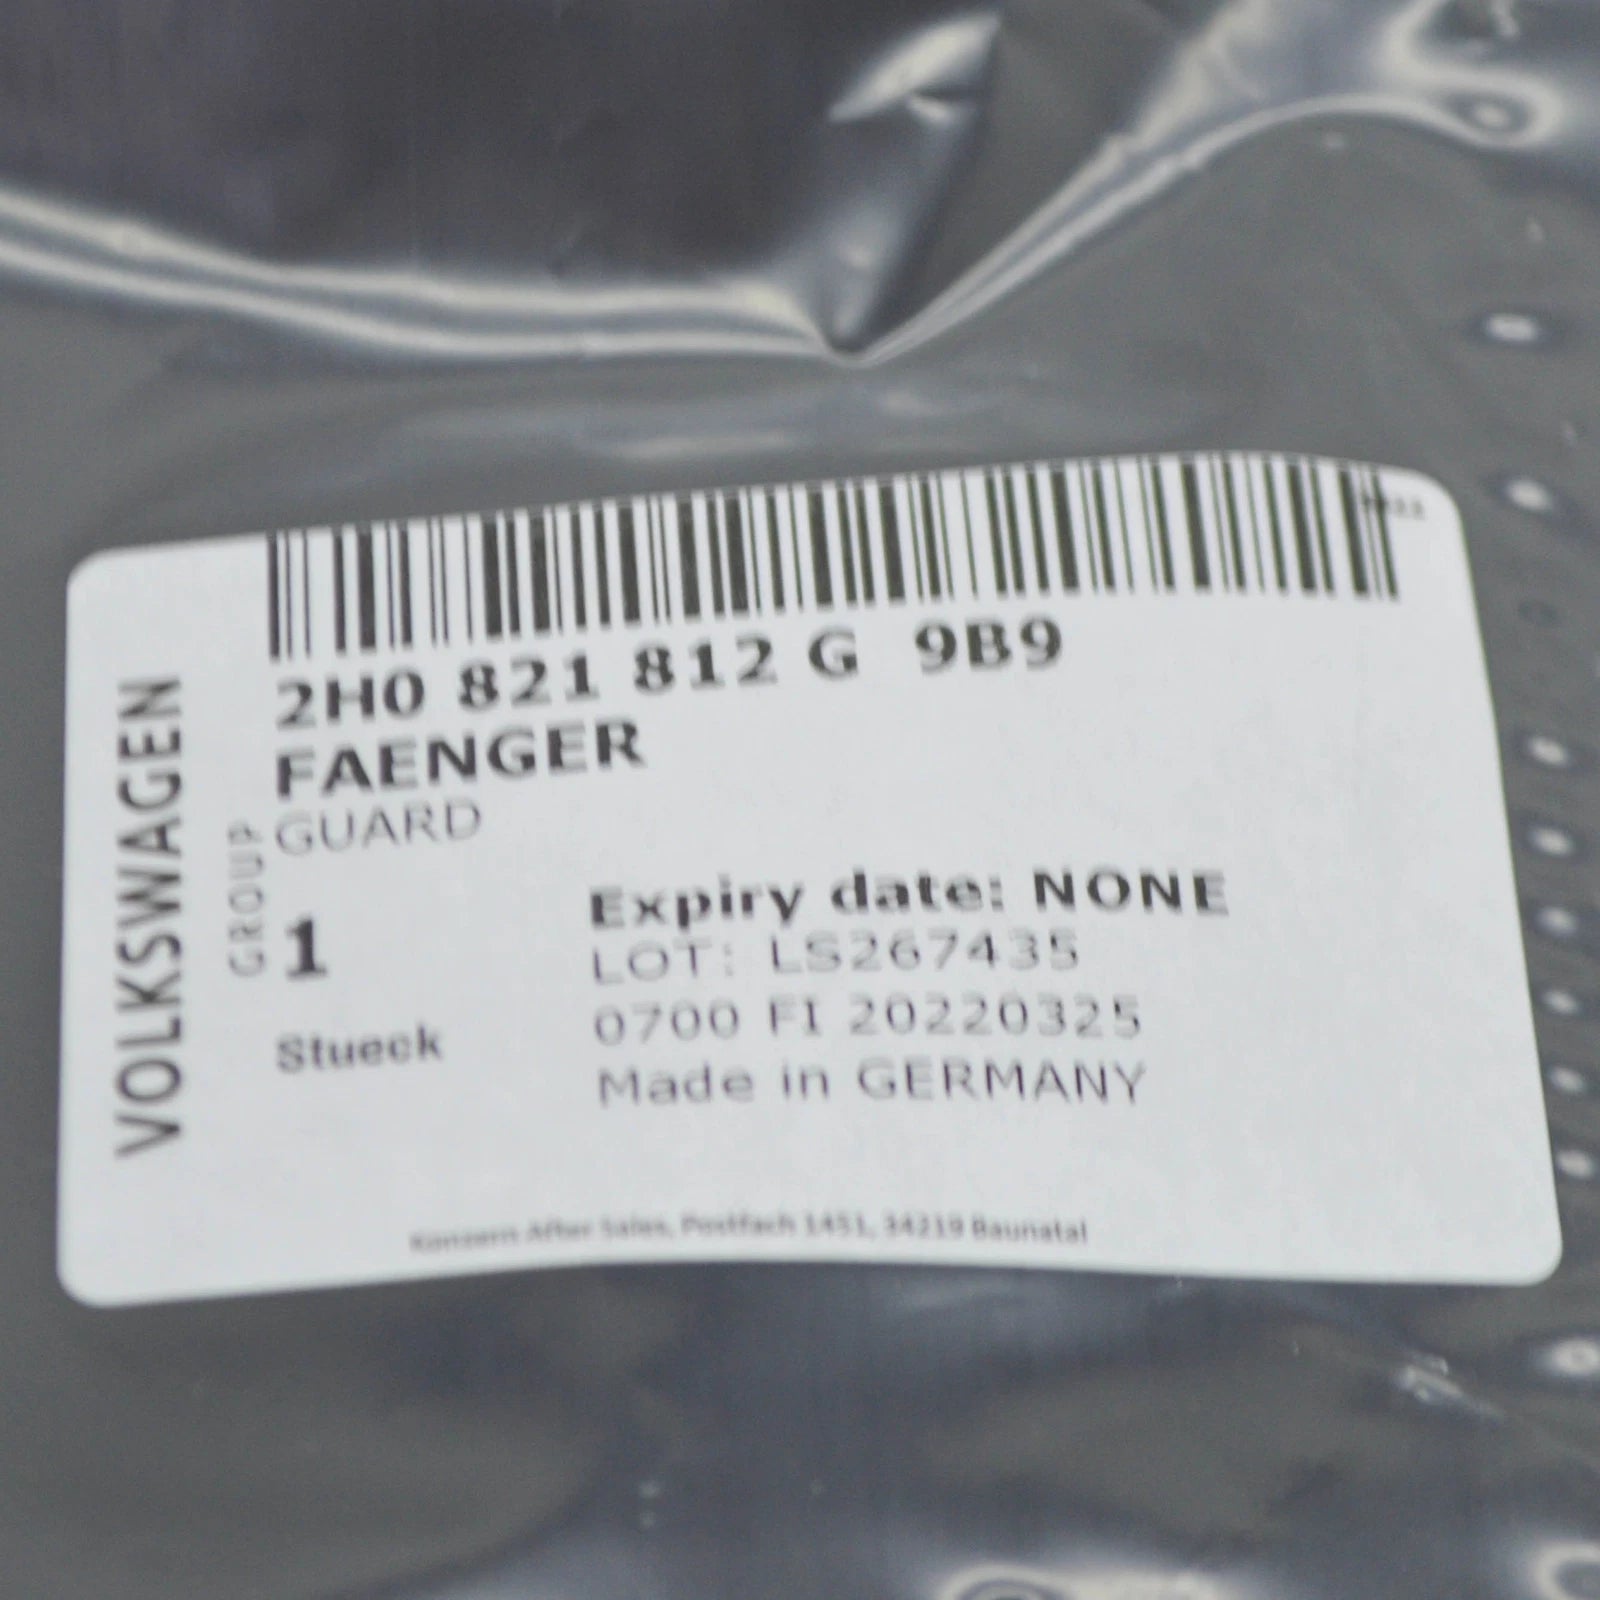 2H0 821 812 G 9B9
FAENGER
GUARD
VOLKSWAGEN
GROUP
1
Stueck
Expiry date: NONE
LOT: LS267435
0700 FI 20220325
Made in GERMANY
Konzern After Sales, Postfach 1451, 34219 Baunatal